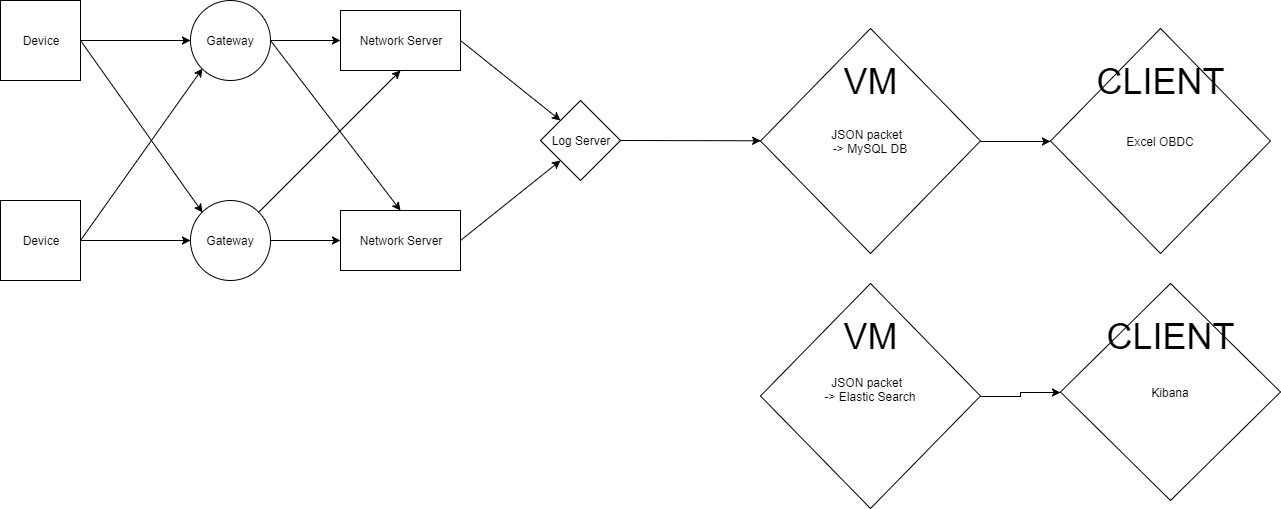 Device
Gateway
Network Server
VM
CLIENT
Log Server
JSON packet
-> MySQL DB
Excel OBDC
Device
Gateway
Network Server
VM
CLIENT
JSON packet
-> Elastic Search
Kibana